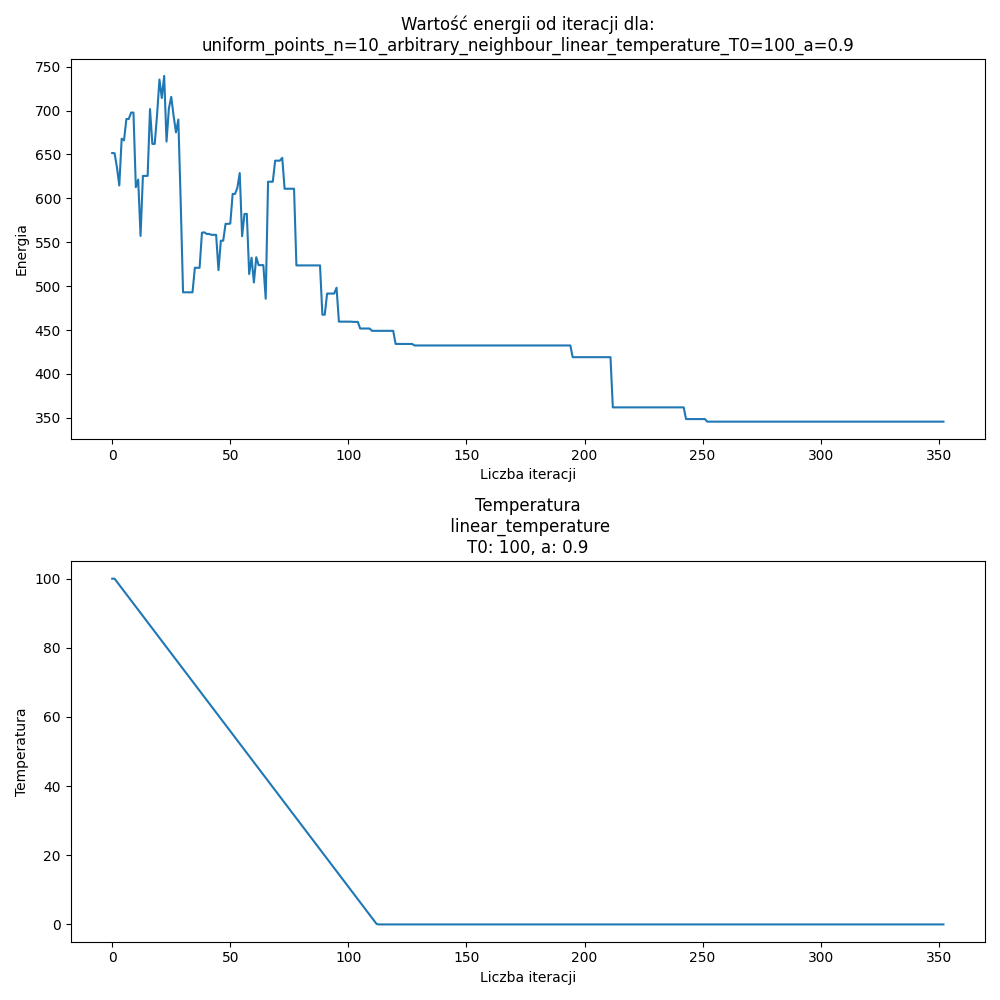 Wartość energii od iteracji dla:
uniform_points_n=10_arbitrary_neighbour_linear_temperature_T0=100_a=0.9
750
700
650
600
550
500
450
400
350
Energia
0 50 100 150 200 250 300 350
Liczba iteracji
Temperatura
linear_temperature
T0: 100, a: 0.9
100
80
60
40
20
0
Temperatura
0 50 100 150 200 250 300 350
Liczba iteracji